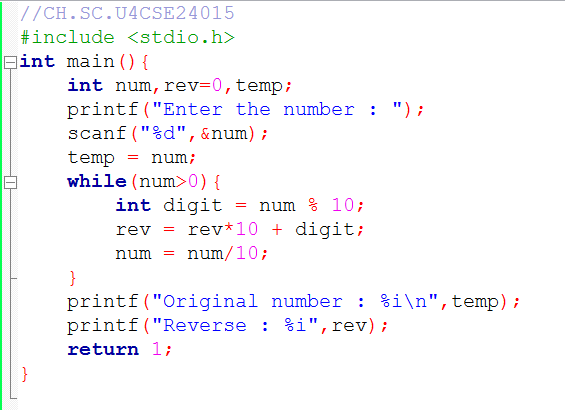 //CH.SC.U4CSE24015
#include <stdio.h>
int main(){
    int num,rev=0,temp;
    printf("Enter the number : ");
    scanf("%d",&num);
    temp = num;
    while(num>0){
        int digit = num % 10;
        rev = rev*10 + digit;
        num = num/10;
    }
    printf("Original number : %i\n",temp);
    printf("Reverse : %i",rev);
    return 1;
}